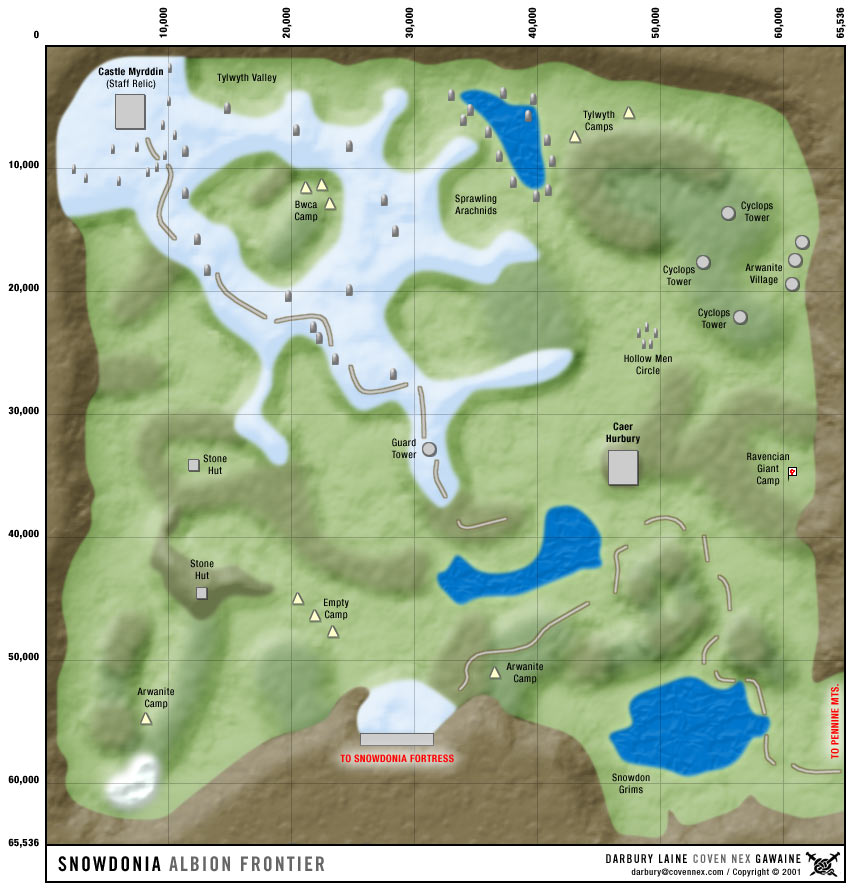 10,000
20,000
30,000
40,000
50,000
60,000
65,536
0
10,000
20,000
30,000
40,000
50,000
60,000
65,536
Castle Myrddin
(Staff Relic)
Tylwyth Valley
Tylwyth
Camps
Bwca
Camp
Sprawling
Arachnids
Cyclops
Tower
Cyclops
Tower
Arwanite
Village
Cyclops
Tower
Hollow Men
Circle
Caer
Hurbury
Guard
Tower
Stone
Hut
Ravencian
Giant
Camp
Stone
Hut
Empty
Camp
Arwanite
Camp
Arwanite
Camp
TO SNOWDONIA FORTRESS
TO PENNINE MTS.
Snowdon
Grims
SNOWDONIA ALBION FRONTIER
DARBURY LAINE COVEN NEX GAWAINE
darbury@covennex.com / Copyright © 2001